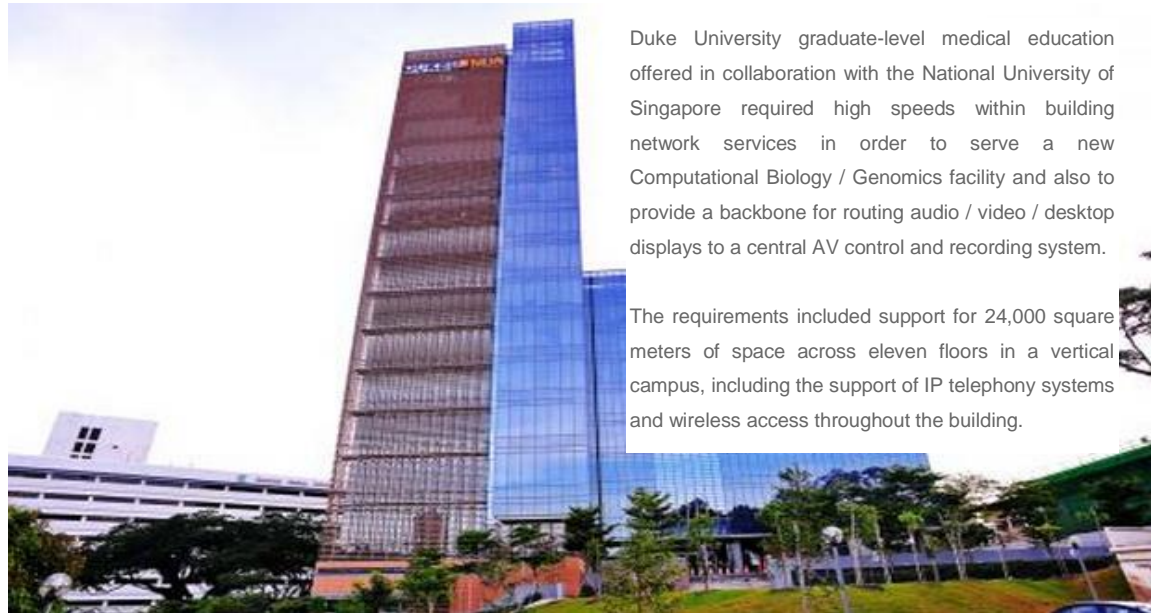 DUKE NUS
Duke University graduate-level medical education
offered in collaboration with the National University of
Singapore required high speeds within building
network services in order to serve a new
Computational Biology / Genomics facility and also to
provide a backbone for routing audio / video / desktop
displays to a central AV control and recording system.
The requirements included support for 24,000 square
meters of space across eleven floors in a vertical
campus, including the support of IP telephony systems
and wireless access throughout the building.